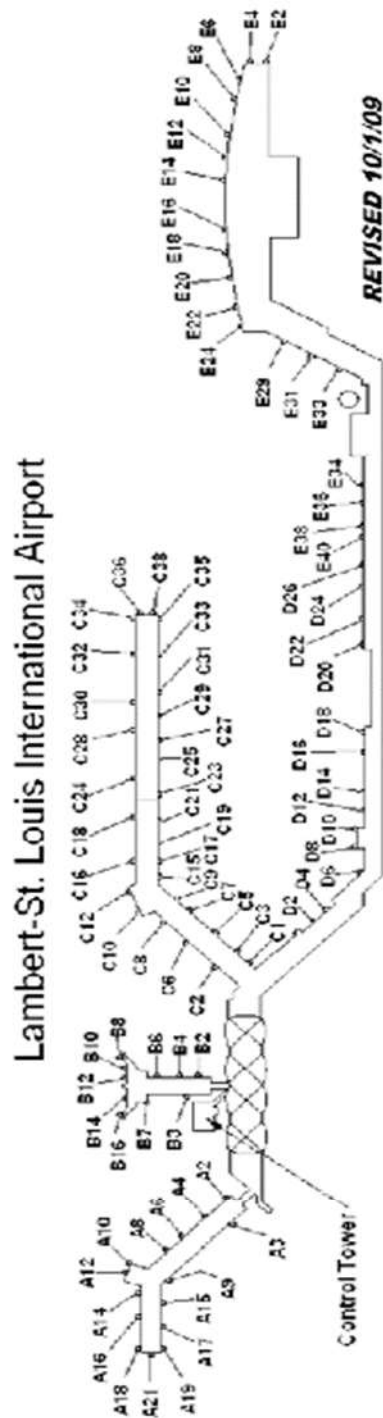 Lambert-St. Louis International Airport
A18
A16
A14
A12
A10
A8
A6
A4
A2
A21
A19
A17
A15
A9
A3
B16
B14
B12
B10
B8
B7
B6
B4
B2
B3
C2
C6
C8
C10
C12
C16
C18
C24
C28
C30
C32
C34
C36
C38
C35
C33
C31
C29
C27
C25
C23
C21
C19
C17
C15
C9
C7
C5
C3
C1
D2
D4
D6
D8
D10
D12
D14
D16
D18
D20
D22
D24
D26
E40
E38
E36
E34
E33
E31
E29
E24
E22
E20
E18
E16
E14
E12
E10
E8
E6
E4
E2
Control Tower
REVISED 10/1/09